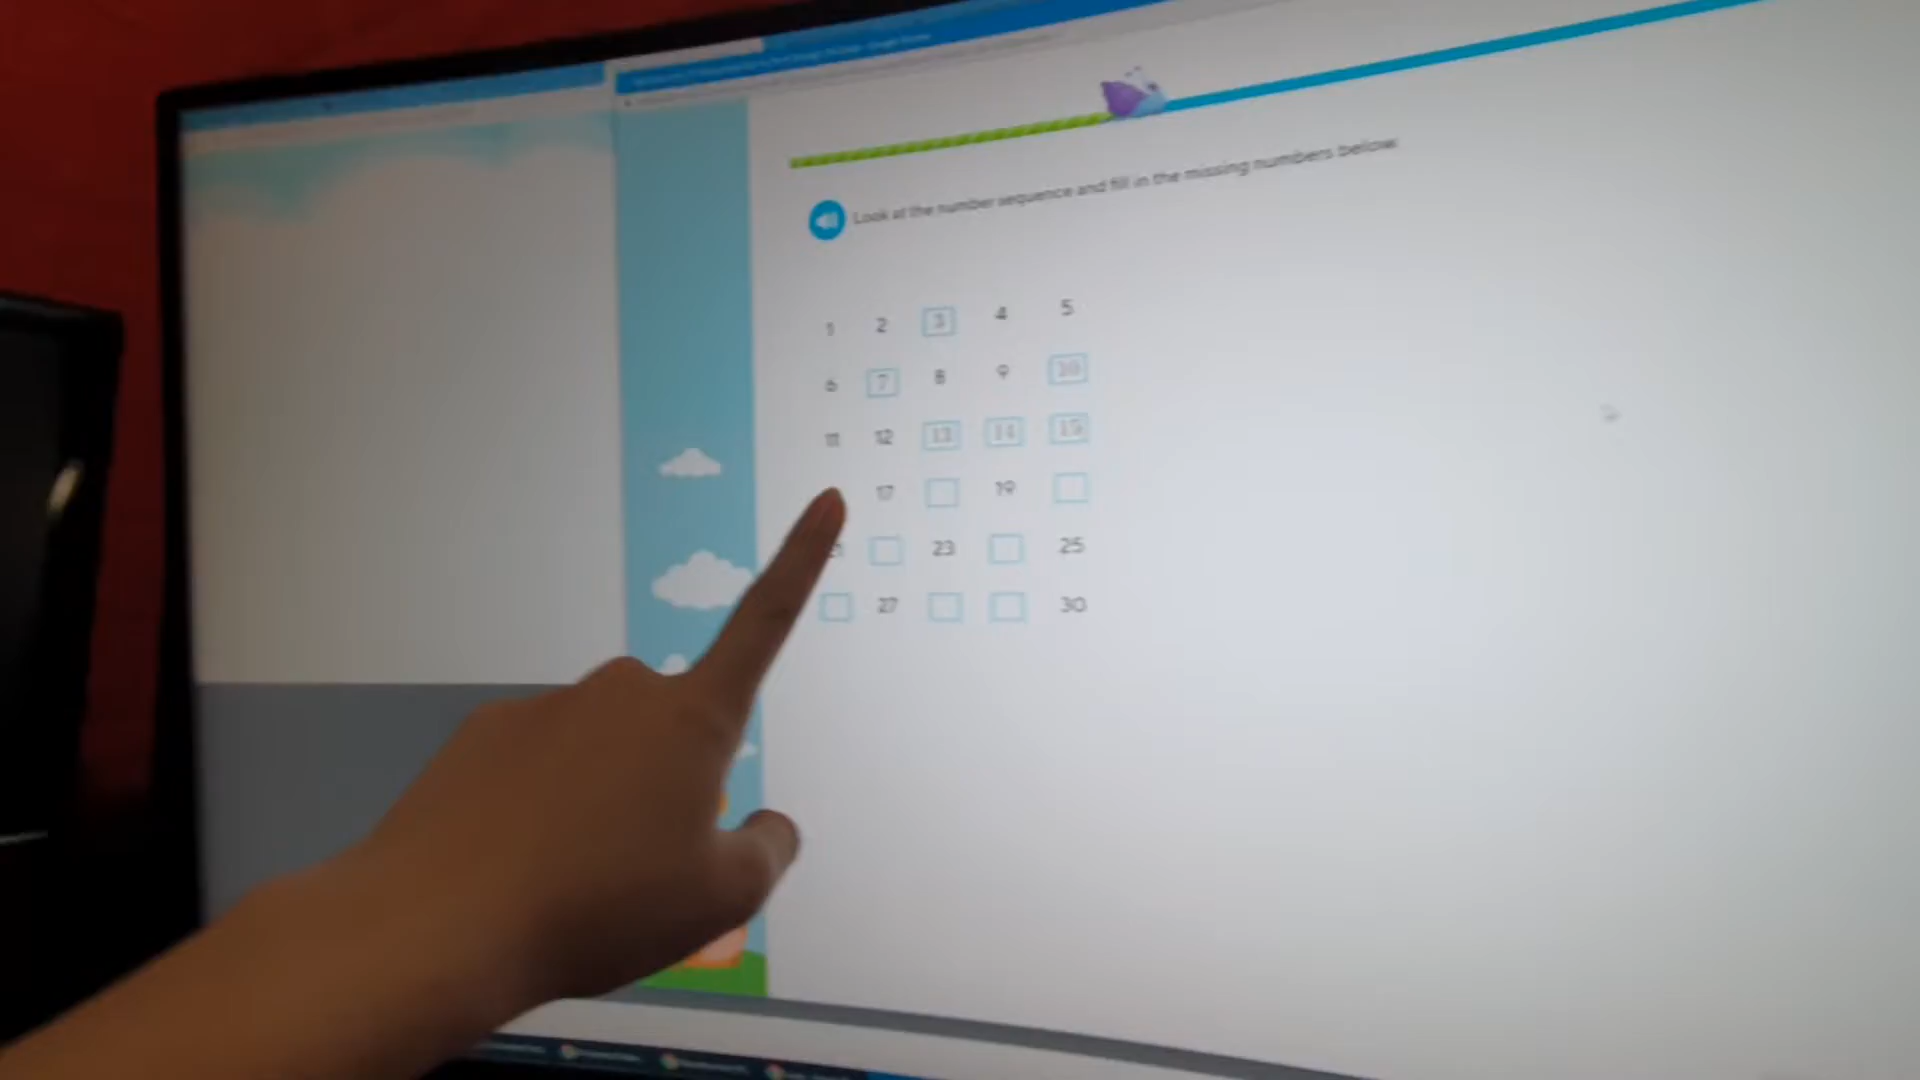 Look at the number sequence and fill in the missing numbers below.
1 2 3 4 5
6 7 8 9 10
11 12 13 14 15
17 19
21 23 25
27 30